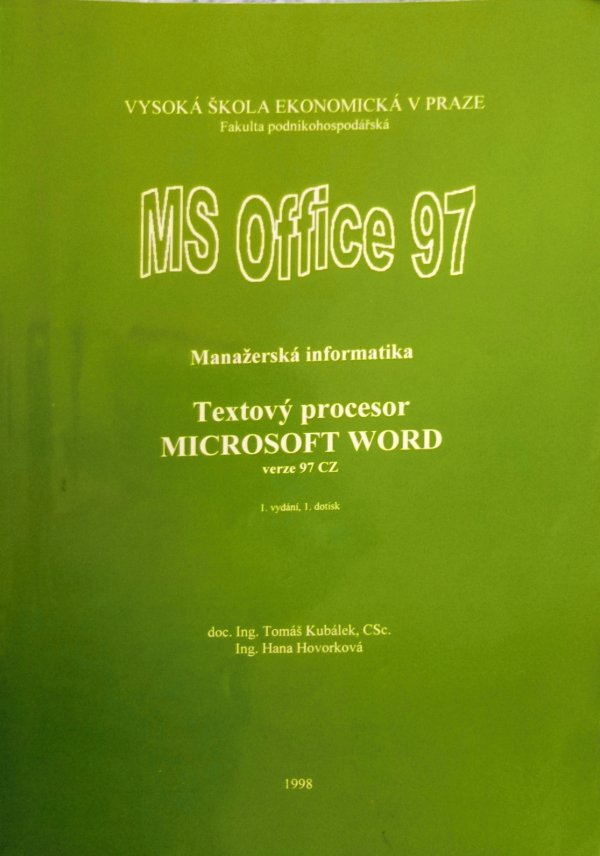 VYSOKÁ ŠKOLA EKONOMICKÁ V PRAZE
Fakulta podnikohospodářská
MS Office 97
Manažerská informatika
Textový procesor
MICROSOFT WORD
verze 97 CZ
1. vydání, 1. dotisk
doc. Ing. Tomáš Kubálek, CSc.
Ing. Hana Hovorková
1998